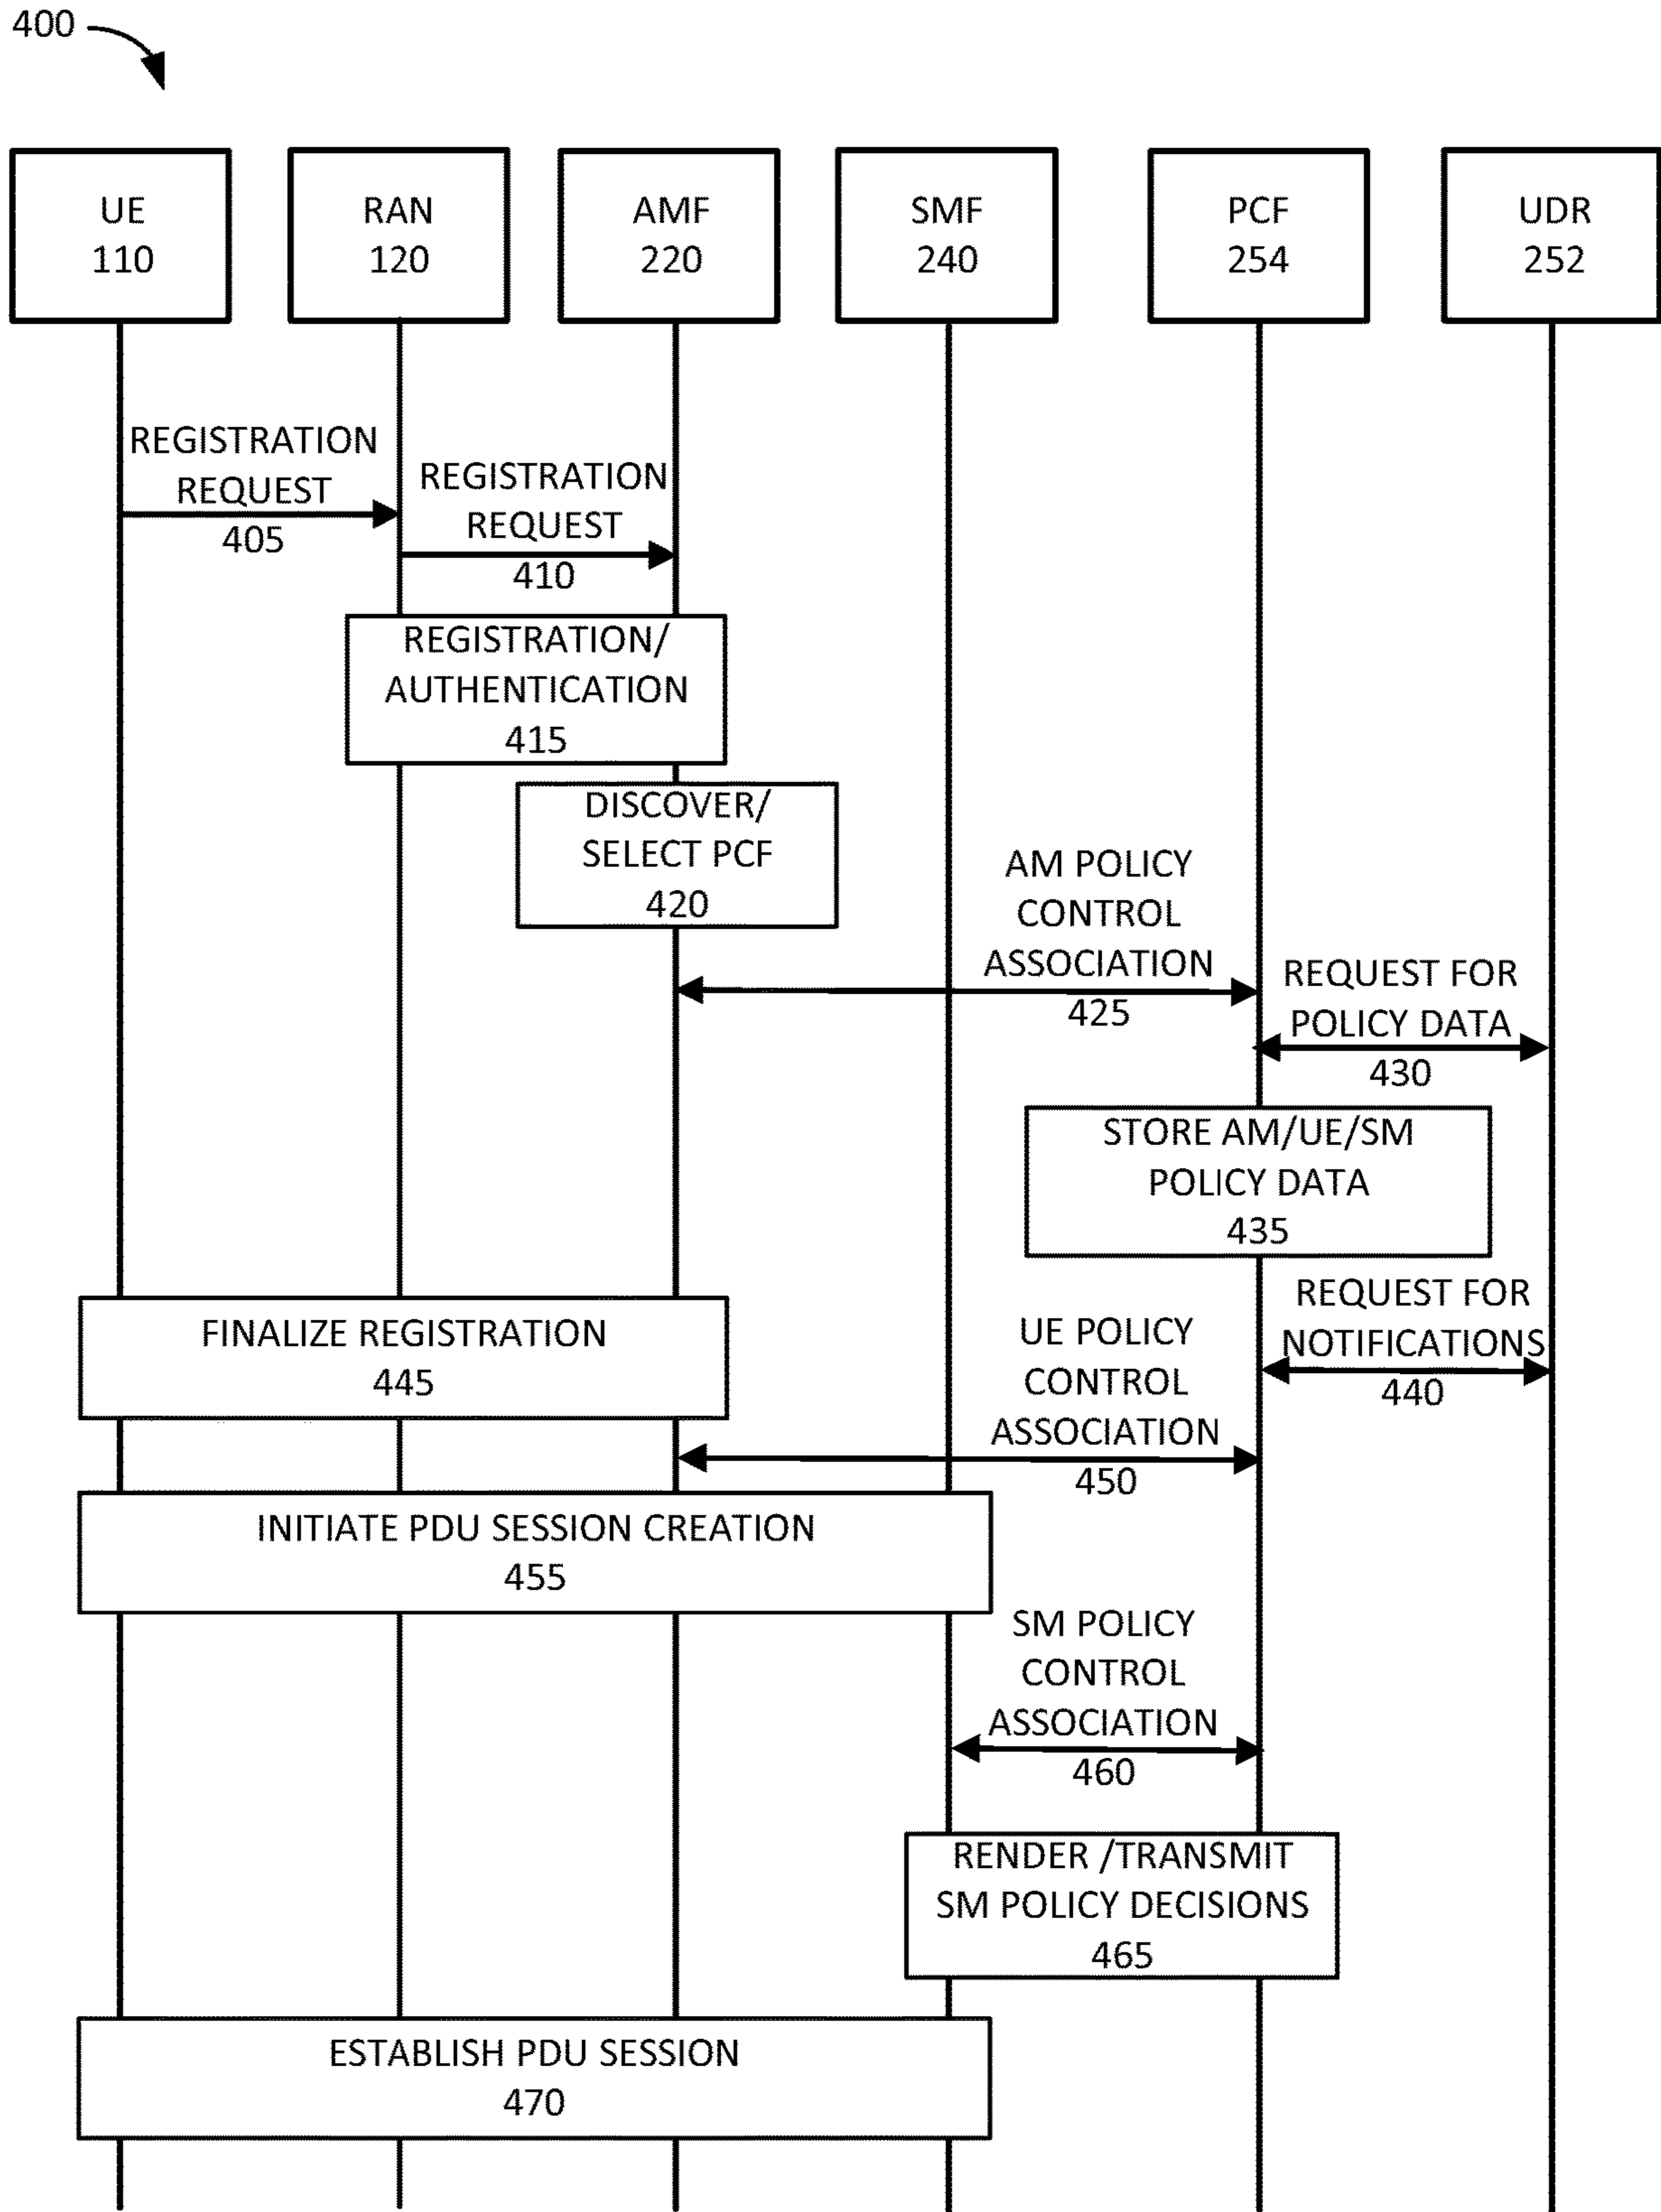 400
UE
110
RAN
120
AMF
220
SMF
240
PCF
254
UDR
252
REGISTRATION
REQUEST
405
REGISTRATION
REQUEST
410
REGISTRATION/
AUTHENTICATION
415
DISCOVER/
SELECT PCF
420
AM POLICY
CONTROL
ASSOCIATION
425
REQUEST FOR
POLICY DATA
430
STORE AM/UE/SM
POLICY DATA
435
REQUEST FOR
NOTIFICATIONS
440
FINALIZE REGISTRATION
445
UE POLICY
CONTROL
ASSOCIATION
450
INITIATE PDU SESSION CREATION
455
SM POLICY
CONTROL
ASSOCIATION
460
RENDER /TRANSMIT
SM POLICY DECISIONS
465
ESTABLISH PDU SESSION
470